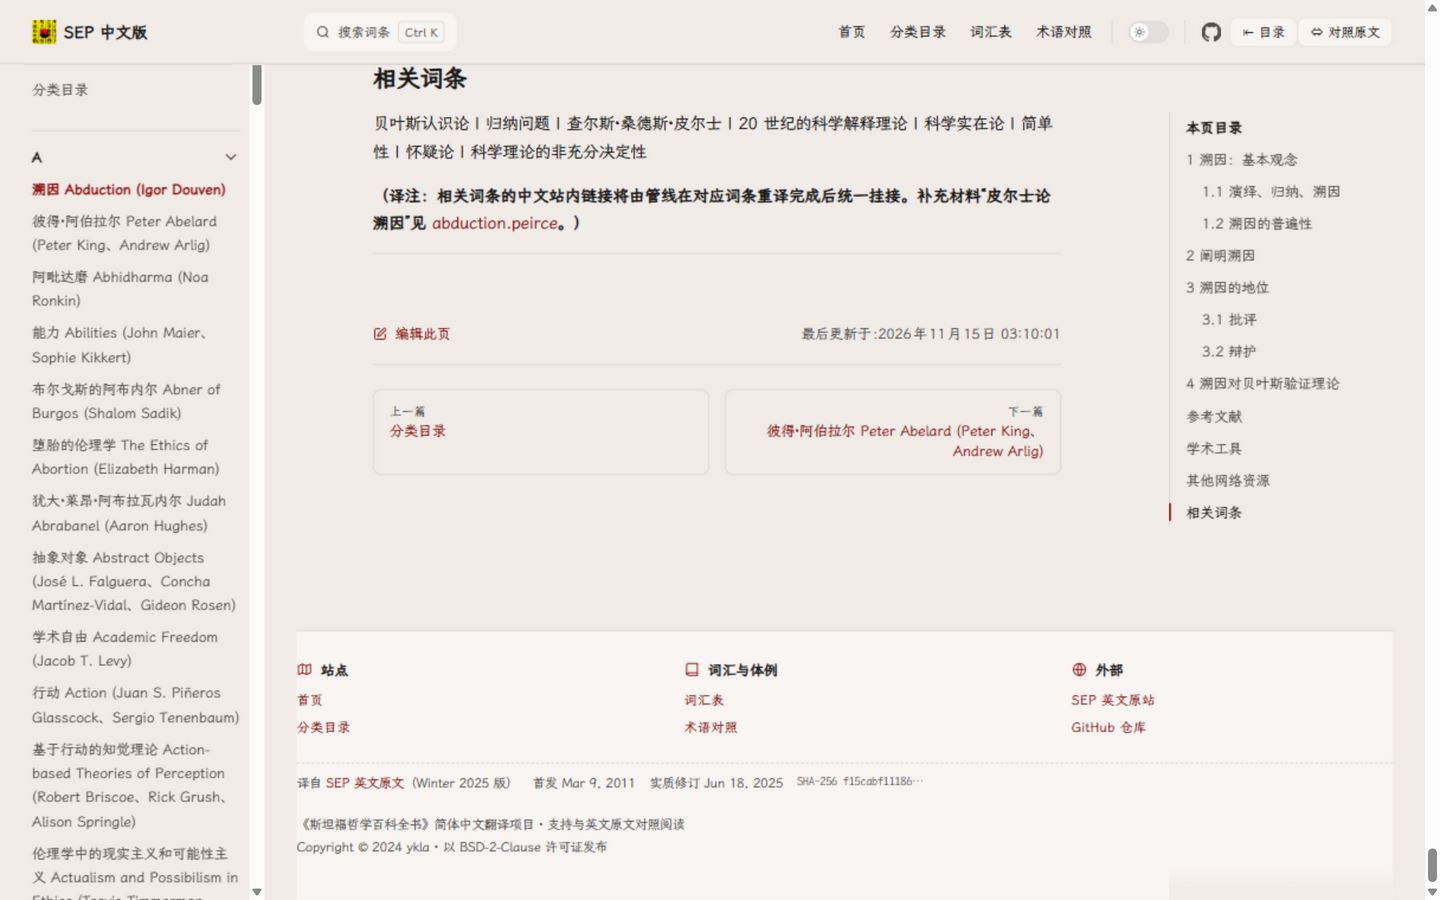 SEP 中文版
搜索词条 Ctrl K
首页
分类目录
词汇表
术语对照
目录
对照原文
分类目录
A
溯因 Abduction (Igor Douven)
彼得·阿伯拉尔 Peter Abelard
(Peter King、Andrew Arlig)
阿毗达磨 Abhidharma (Noa
Ronkin)
能力 Abilities (John Maier、
Sophie Kikkert)
布尔戈斯的阿布内尔 Abner of
Burgos (Shalom Sadik)
堕胎的伦理学 The Ethics of
Abortion (Elizabeth Harman)
犹大·莱昂·阿布拉瓦内尔 Judah
Abrabanel (Aaron Hughes)
抽象对象 Abstract Objects
(José L. Falguera、Concha
Martínez-Vidal、Gideon Rosen)
学术自由 Academic Freedom
(Jacob T. Levy)
行动 Action (Juan S. Piñeros
Glasscock、Sergio Tenenbaum)
基于行动的知觉理论 Action-
based Theories of Perception
(Robert Briscoe、Rick Grush、
Alison Springle)
伦理学中的现实主义和可能性主
义 Actualism and Possibilism in
相关词条
贝叶斯认识论 | 归纳问题 | 查尔斯·桑德斯·皮尔士 | 20 世纪的科学解释理论 | 科学实在论 | 简单
性 | 怀疑论 | 科学理论的非充分决定性
（译注：相关词条的中文站内链接将由管线在对应词条重译完成后统一挂接。补充材料“皮尔士论
溯因”见 abduction.peirce。）
编辑此页
最后更新于:2026年11月15日 03:10:01
上一篇
分类目录
下一篇
彼得·阿伯拉尔 Peter Abelard (Peter King、
Andrew Arlig)
本页目录
1 溯因：基本观念
1.1 演绎、归纳、溯因
1.2 溯因的普遍性
2 阐明溯因
3 溯因的地位
3.1 批评
3.2 辩护
4 溯因对贝叶斯验证理论
参考文献
学术工具
其他网络资源
相关词条
站点
首页
分类目录
词汇与体例
词汇表
术语对照
外部
SEP 英文原站
GitHub 仓库
译自 SEP 英文原文 (Winter 2025 版) 首发 Mar 9, 2011 实质修订 Jun 18, 2025 SHA-256 f15cabf11186…
《斯坦福哲学百科全书》简体中文翻译项目 · 支持与英文原文对照阅读
Copyright © 2024 ykla · 以 BSD-2-Clause 许可证发布